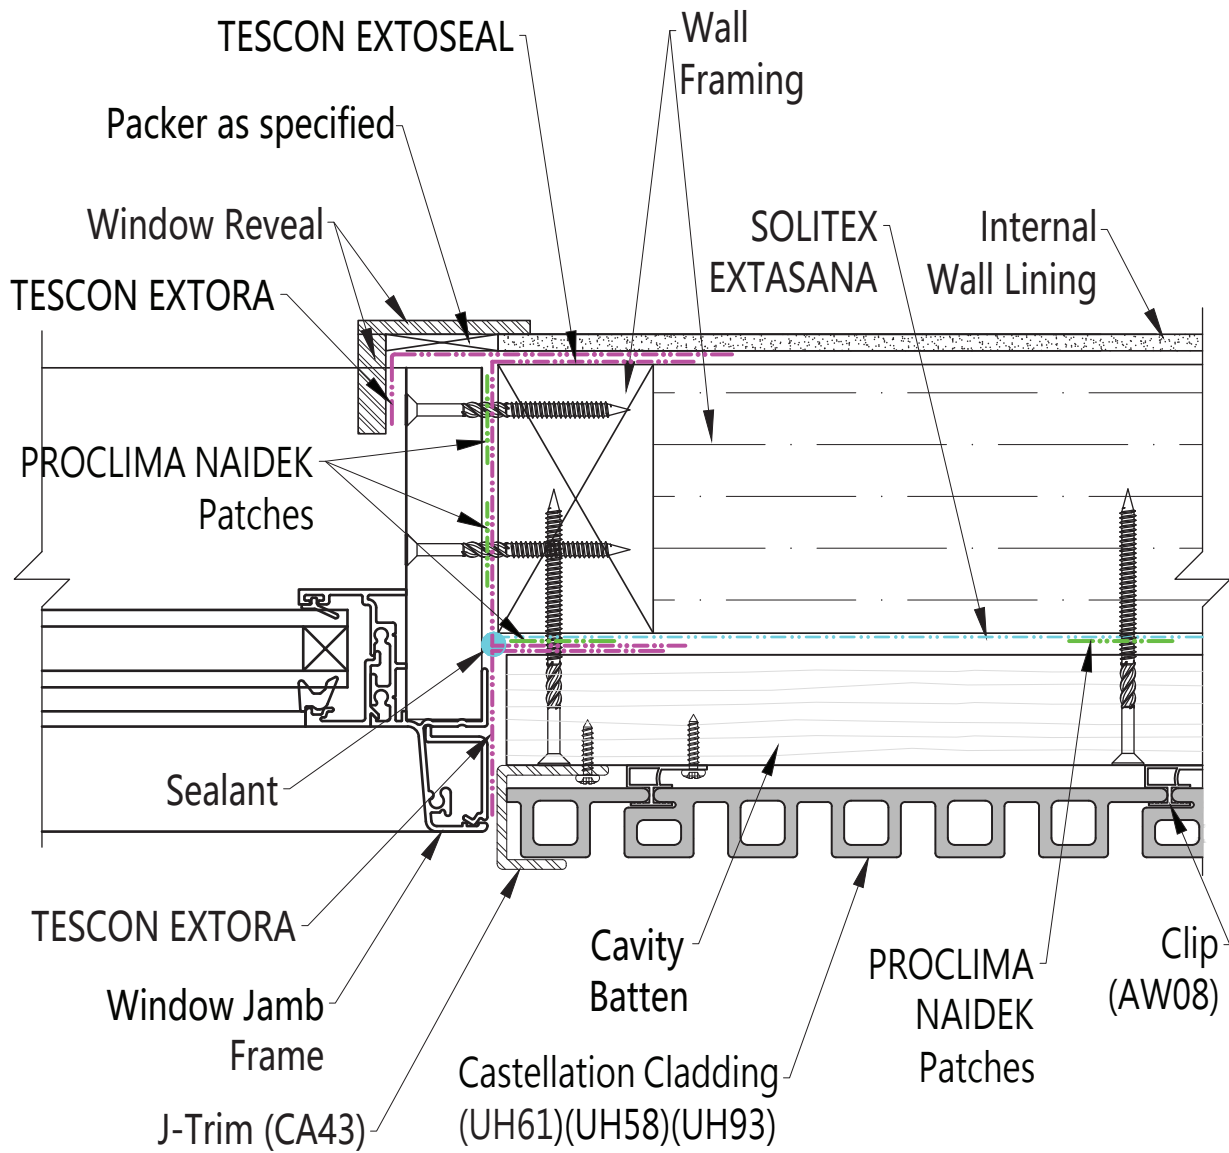 TESCON EXTOSEAL
Wall
Framing
Packer as specified
Window Reveal
SOLITEX
EXTASANA
Internal
Wall Lining
TESCON EXTORA
PROCLIMA NAIDEK
Patches
Sealant
TESCON EXTORA
Cavity
Batten
PROCLIMA
NAIDEK
Patches
Clip
(AW08)
Window Jamb
Frame
Castellation Cladding
(UH61)(UH58)(UH93)
J-Trim (CA43)